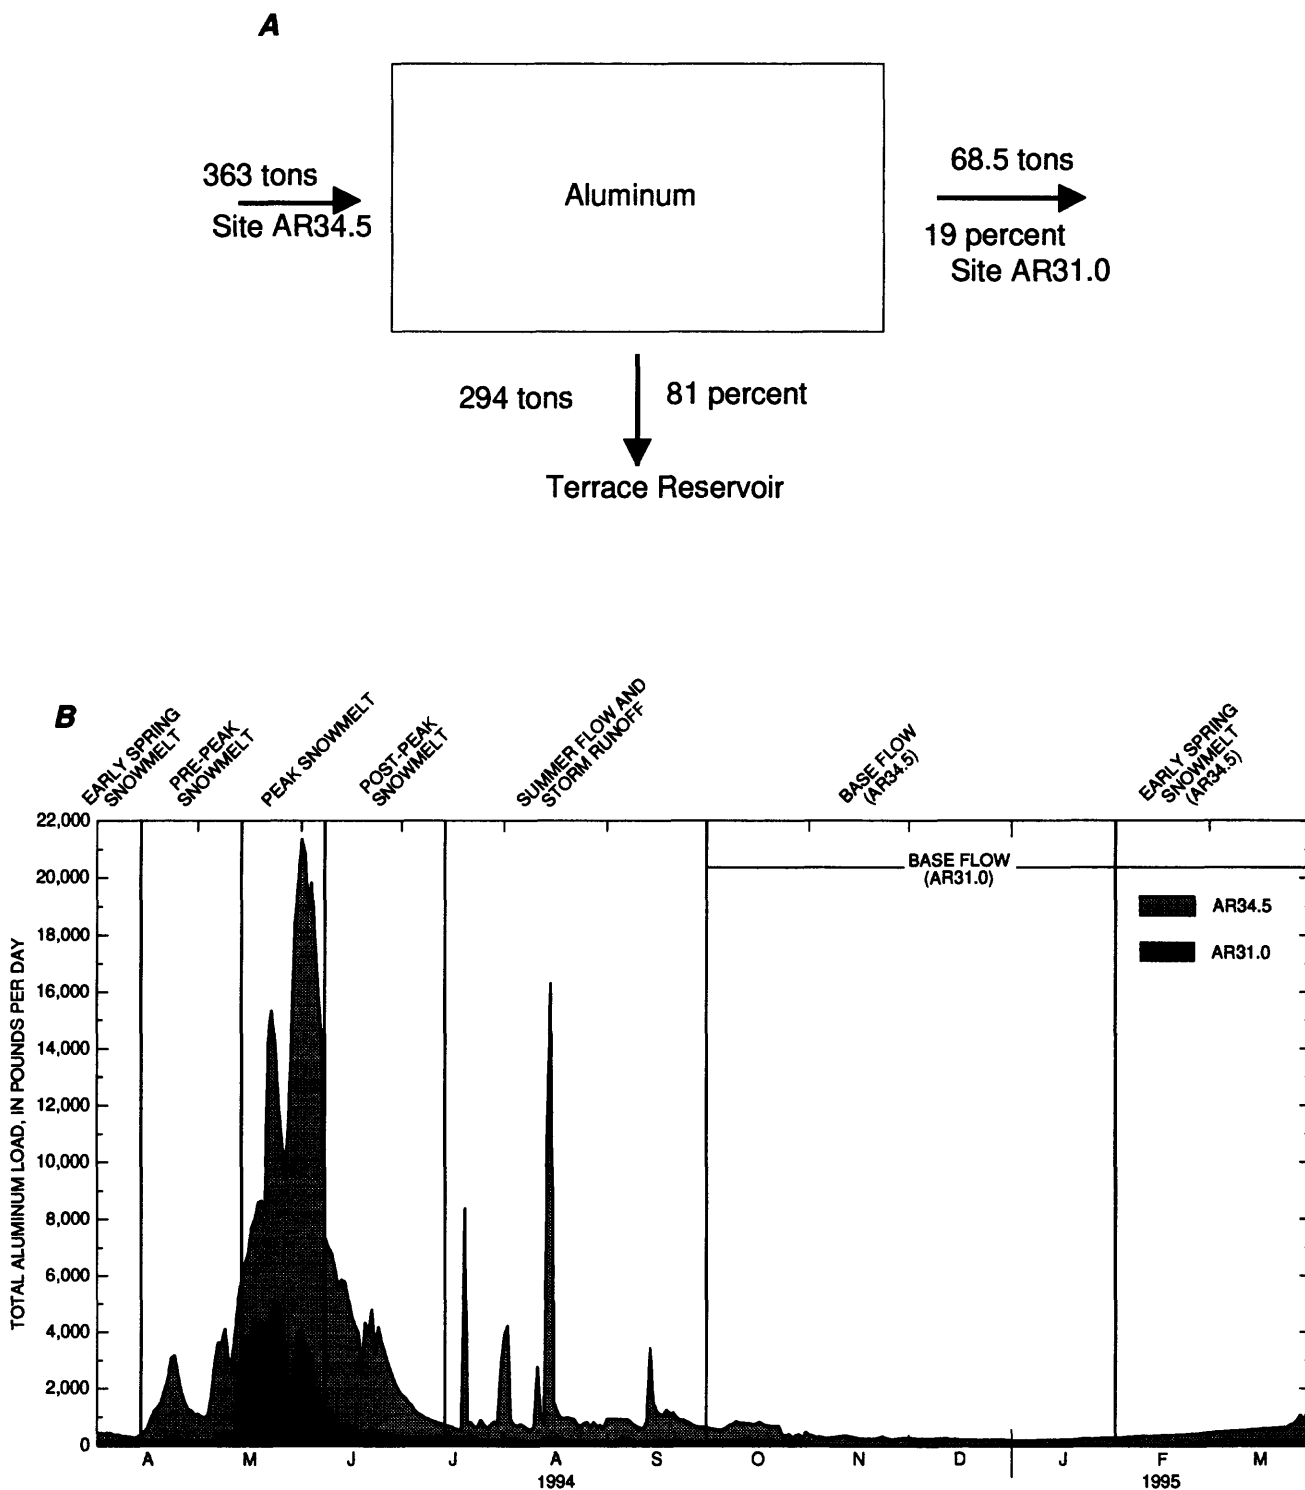 A
363 tons
Site AR34.5
Aluminum
68.5 tons
19 percent
Site AR31.0
294 tons
81 percent
Terrace Reservoir
B
EARLY SPRING
SNOWMELT
PRE-PEAK
SNOWMELT
PEAK SNOWMELT
POST-PEAK
SNOWMELT
SUMMER FLOW AND
STORM RUNOFF
BASE FLOW
(AR34.5)
EARLY SPRING
SNOWMELT
(AR34.5)
TOTAL ALUMINUM LOAD, IN POUNDS PER DAY
22,000
20,000
18,000
16,000
14,000
12,000
10,000
8,000
6,000
4,000
2,000
0
BASE FLOW
(AR31.0)
AR34.5
AR31.0
A M J J A S O N D J F M
1994 1995